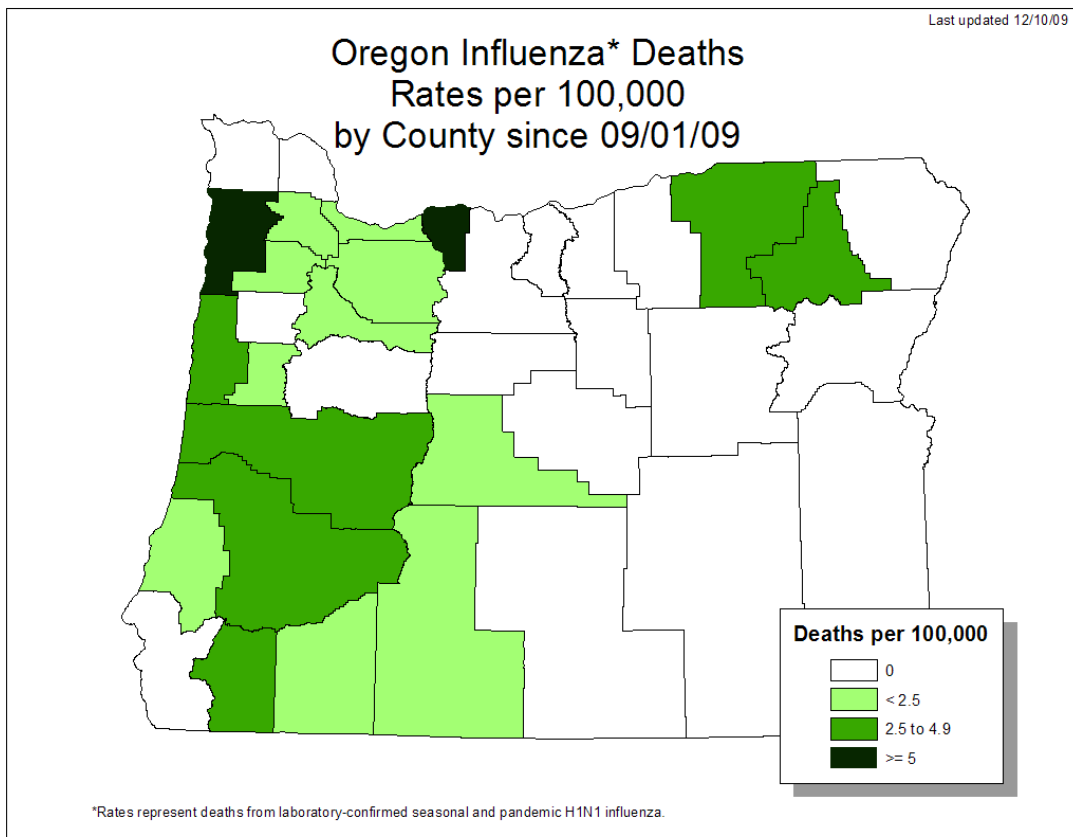 Last updated 12/10/09
Oregon Influenza* Deaths
Rates per 100,000
by County since 09/01/09
Deaths per 100,000
0
< 2.5
2.5 to 4.9
>= 5
*Rates represent deaths from laboratory-confirmed seasonal and pandemic H1N1 influenza.